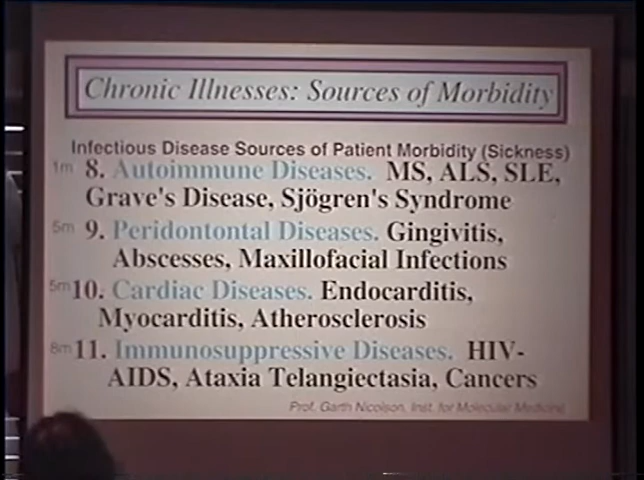 Chronic Illnesses: Sources of Morbidity
Infectious Disease Sources of Patient Morbidity (Sickness)
1m 8. Autoimmune Diseases. MS, ALS, SLE,
Grave's Disease, Sjögren's Syndrome
5m 9. Peridontontal Diseases. Gingivitis,
Abscesses, Maxillofacial Infections
5m 10. Cardiac Diseases. Endocarditis,
Myocarditis, Atherosclerosis
8m 11. Immunosuppressive Diseases. HIV-
AIDS, Ataxia Telangiectasia, Cancers
Prof. Garth Nicolson, Inst. for Molecular Medicine